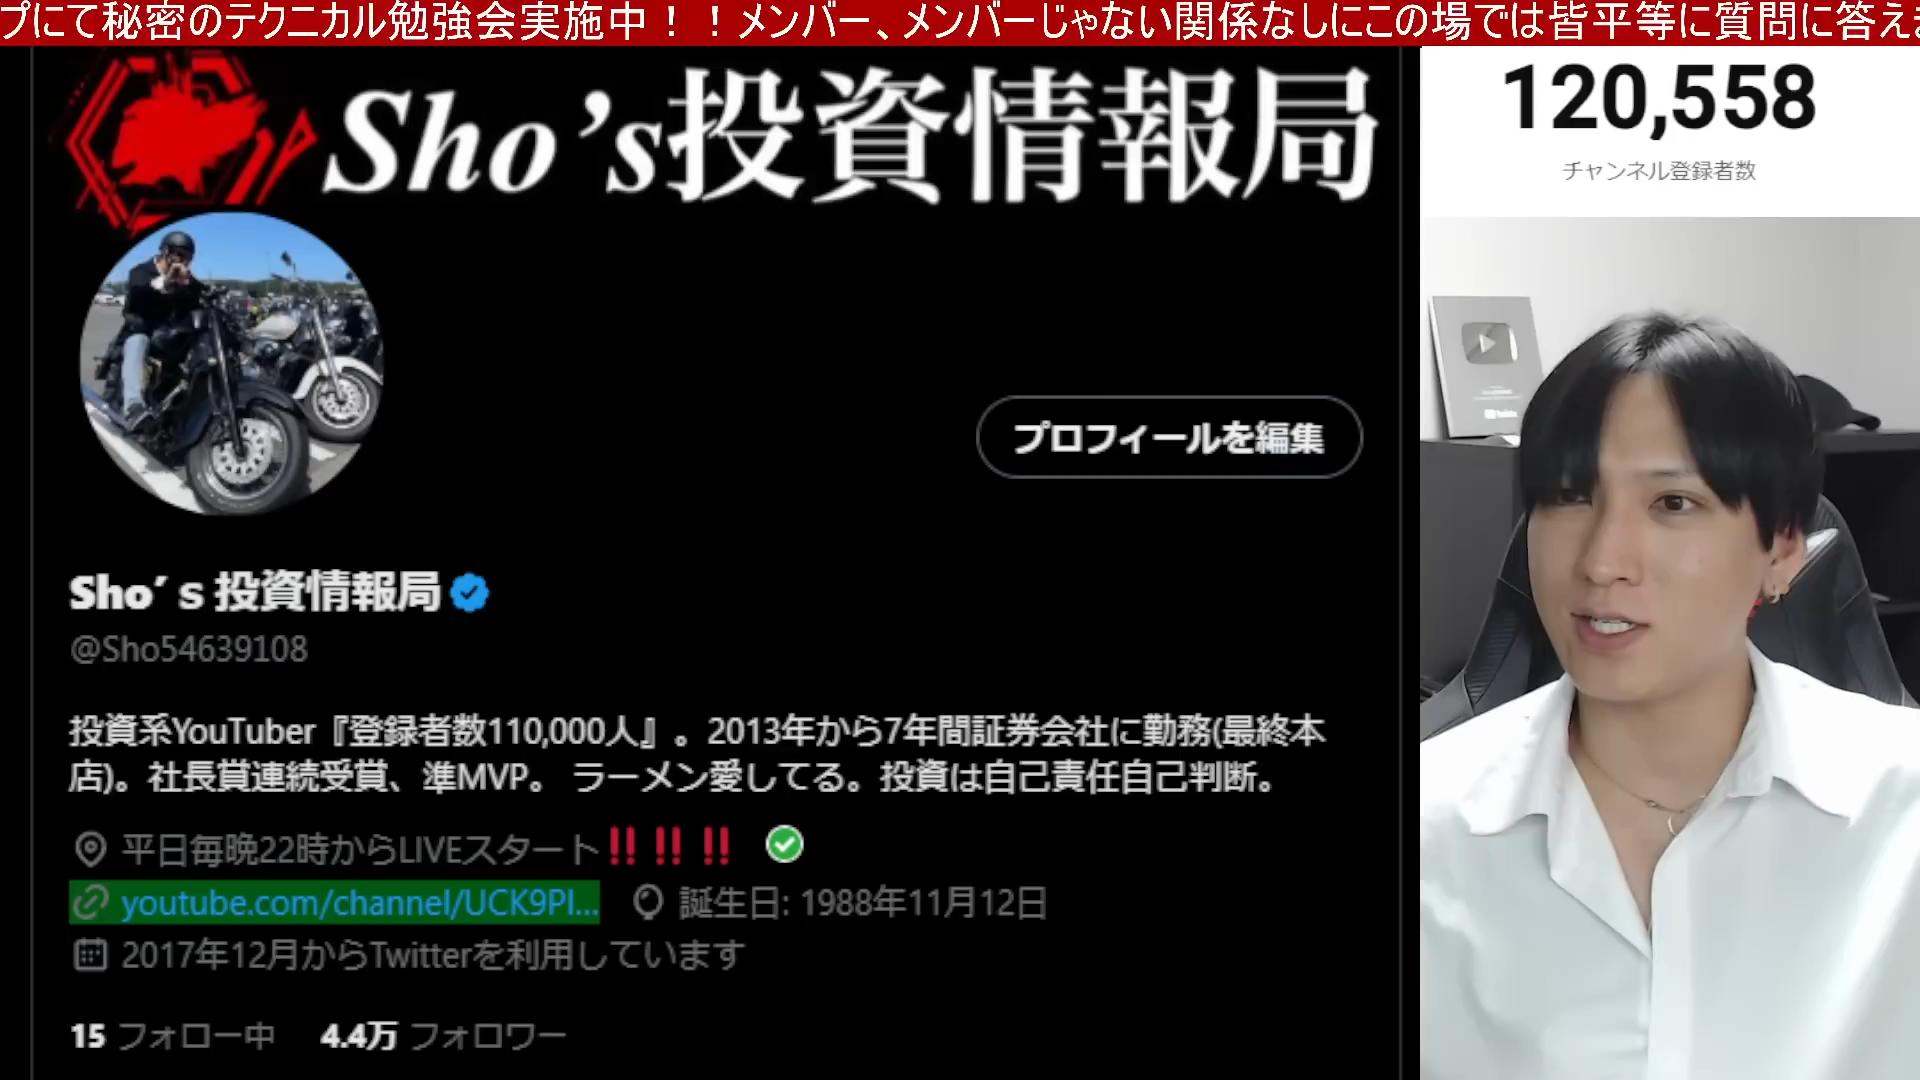 プにて秘密のテクニカル勉強会実施中！！メンバー、メンバーじゃない関係なしにこの場では皆平等に質問に答え
Sho's投資情報局
120,558
チャンネル登録者数
プロフィールを編集
Sho′s投資情報局
@Sho54639108
投資系YouTuber『登録者数110,000人』。2013年から7年間証券会社に勤務(最終本
店)。社長賞連続受賞、準MVP。 ラーメン愛してる。投資は自己責任自己判断。
平日毎晩22時からLIVEスタート‼‼‼
youtube.com/channel/UCK9PI... 誕生日: 1988年11月12日
2017年12月からTwitterを利用しています
15 フォロー中 4.4万 フォロワー